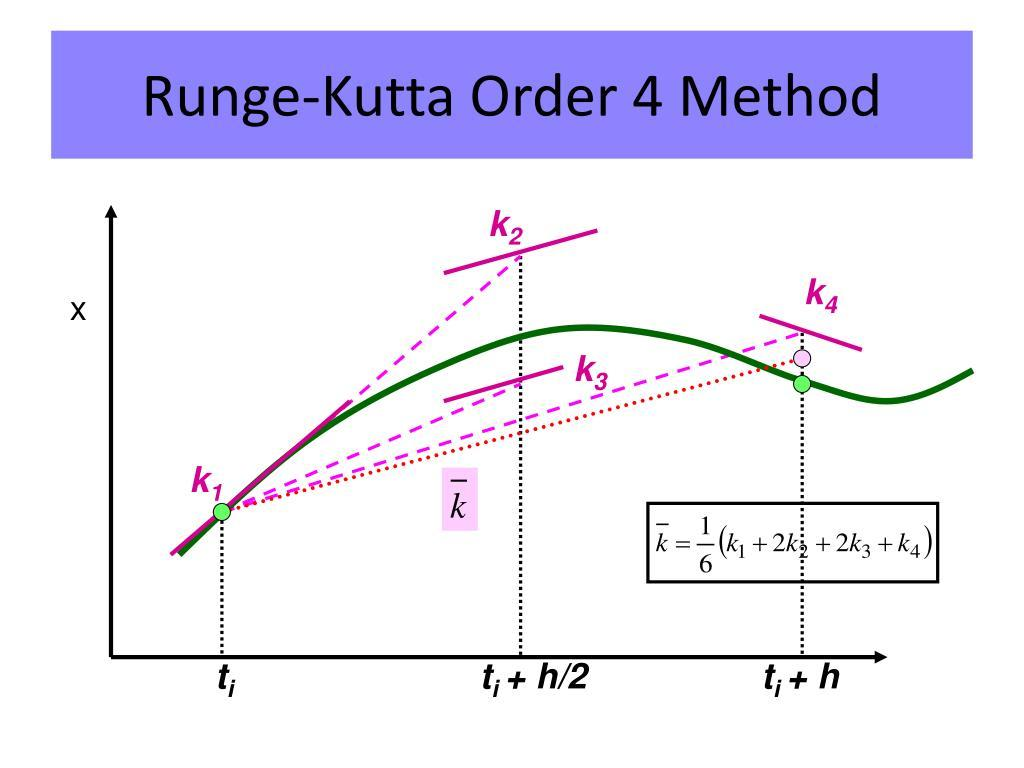 Runge-Kutta Order 4 Method
k₂
x
k₄
k₃
k₁
k̅
k̅ = 1/6 (k₁ + 2k₂ + 2k₃ + k₄)
tᵢ tᵢ + h/2 tᵢ + h